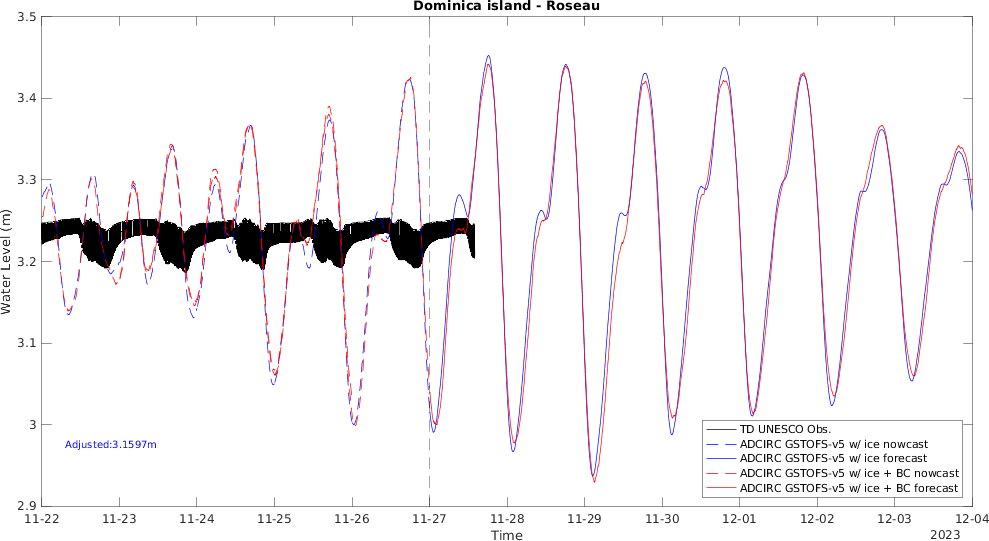 Dominica island - Roseau
Water Level (m)
3.5
3.4
3.3
3.2
3.1
3
2.9
Adjusted:3.1597m
TD UNESCO Obs.
ADCIRC GSTOFS-v5 w/ ice nowcast
ADCIRC GSTOFS-v5 w/ ice forecast
ADCIRC GSTOFS-v5 w/ ice + BC nowcast
ADCIRC GSTOFS-v5 w/ ice + BC forecast
11-22 11-23 11-24 11-25 11-26 11-27 11-28 11-29 11-30 12-01 12-02 12-03 12-04
Time
2023